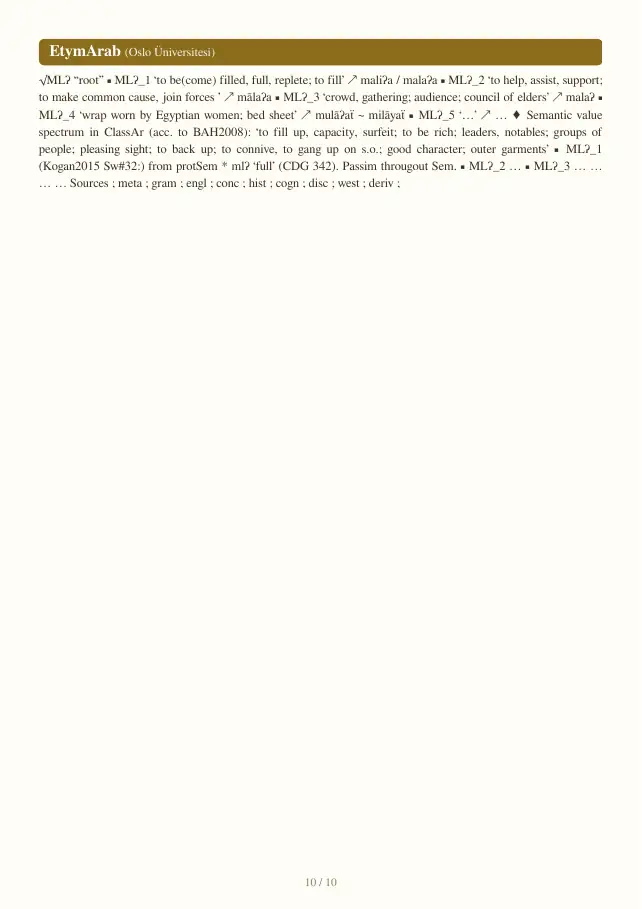 EtymArab (Oslo Üniversitesi)
√MLʔ “root” ▪ MLʔ_1 ‘to be(come) filled, full, replete; to fill’ ↗ maliʔa / malaʔa ▪ MLʔ_2 ‘to help, assist, support;
to make common cause, join forces ’ ↗ mālaʔa ▪ MLʔ_3 ‘crowd, gathering; audience; council of elders’ ↗ malaʔ ▪
MLʔ_4 ‘wrap worn by Egyptian women; bed sheet’ ↗ mulāʔaẗ ~ milāyaẗ ▪ MLʔ_5 ‘…’ ↗ … ♦ Semantic value
spectrum in ClassAr (acc. to BAH2008): ‘to fill up, capacity, surfeit; to be rich; leaders, notables; groups of
people; pleasing sight; to back up; to connive, to gang up on s.o.; good character; outer garments’ ▪ MLʔ_1
(Kogan2015 Sw#32:) from protSem * mlʔ ‘full’ (CDG 342). Passim througout Sem. ▪ MLʔ_2 … ▪ MLʔ_3 … …
… … Sources ; meta ; gram ; engl ; conc ; hist ; cogn ; disc ; west ; deriv ;
10 / 10